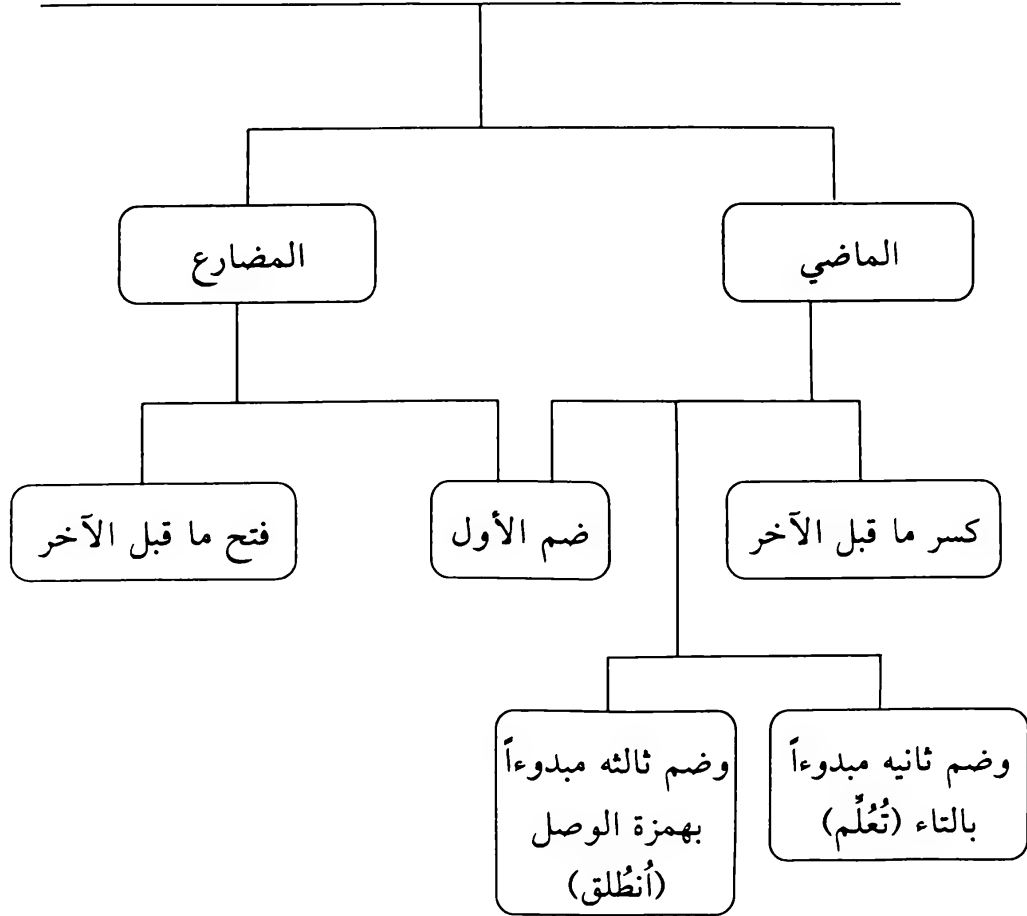 الماضي
المضارع
كسر ما قبل الآخر
ضم الأول
فتح ما قبل الآخر
وضم ثانيه مبدوءاً
بالتاء (تُعُلِّم)
وضم ثالثه مبدوءاً
بهمزة الوصل
(اُنطُلق)